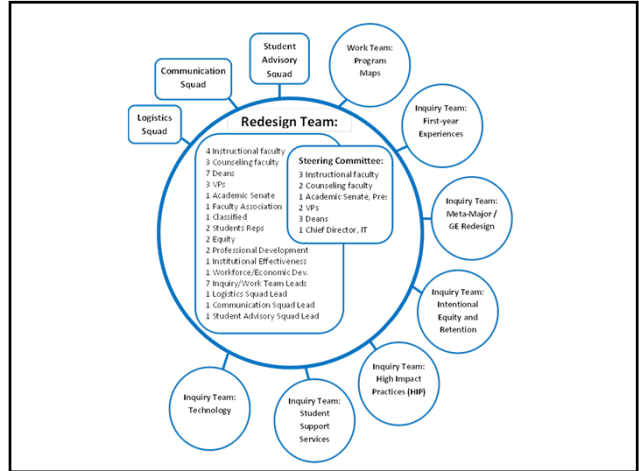 Student
Advisory
Squad
Work Team:
Program
Maps
Communication
Squad
Logistics
Squad
Redesign Team:
4 Instructional faculty
3 Counseling faculty
7 Deans
3 VPs
1 Academic Senate
1 Faculty Association
1 Classified
2 Students Reps
2 Equity
2 Professional Development
1 Institutional Effectiveness
1 Workforce/Economic Dev.
7 Inquiry/Work Team Leads
1 Logistics Squad Lead
1 Communication Squad Lead
1 Student Advisory Squad Lead
Steering Committee:
3 Instructional faculty
2 Counseling faculty
1 Academic Senate, Pres
2 VPs
3 Deans
1 Chief Director, IT
Inquiry Team:
First-year
Experiences
Inquiry Team:
Meta-Major /
GE Redesign
Inquiry Team:
Intentional
Equity and
Retention
Inquiry Team:
High Impact
Practices (HIP)
Inquiry Team:
Student
Support
Services
Inquiry Team:
Technology